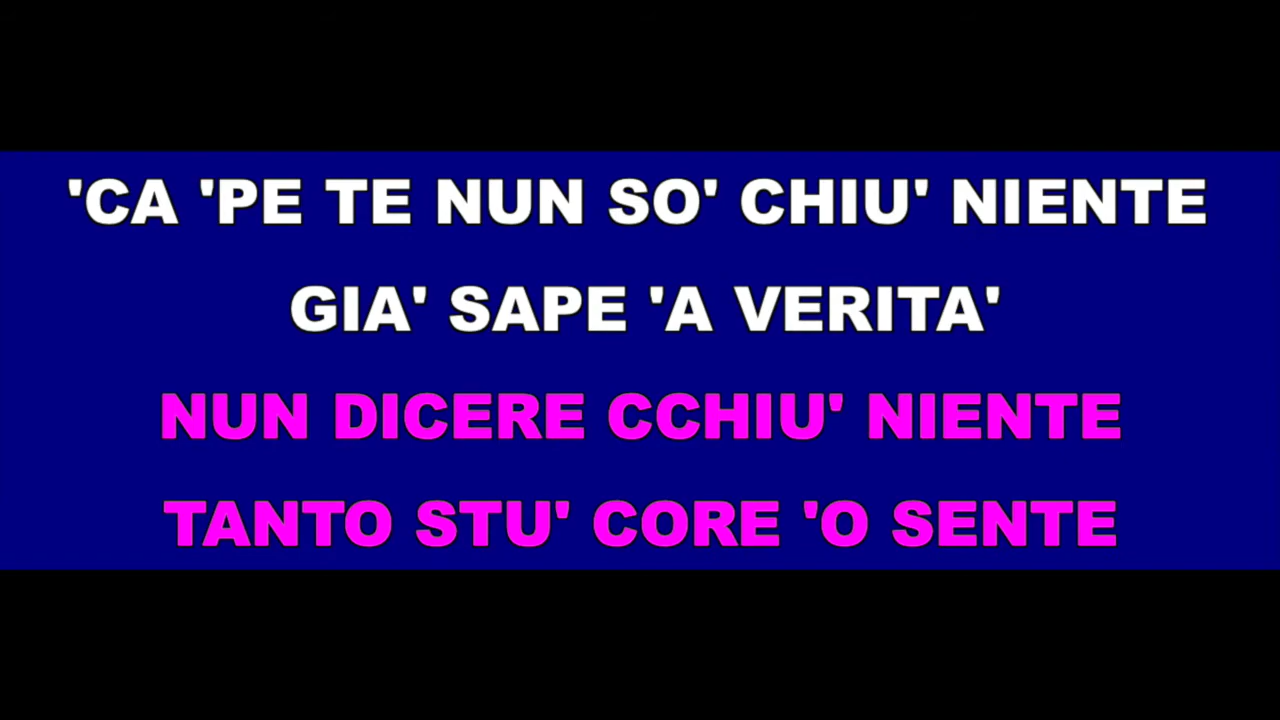 'CA 'PE TE NUN SO' CHIU' NIENTE
GIA' SAPE 'A VERITA'
NUN DICERE CCHIU' NIENTE
TANTO STU' CORE 'O SENTE